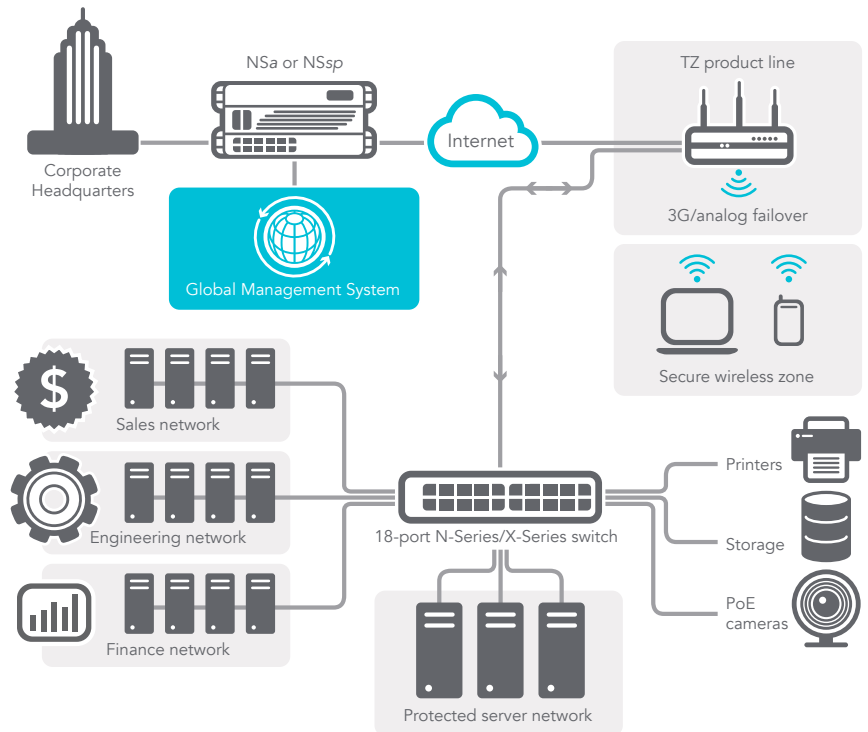 NSa or NSsp
TZ product line
Internet
Corporate
Headquarters
3G/analog failover
Global Management System
Secure wireless zone
$
Sales network
Printers
Engineering network
18-port N-Series/X-Series switch
Storage
PoE
cameras
Finance network
Protected server network